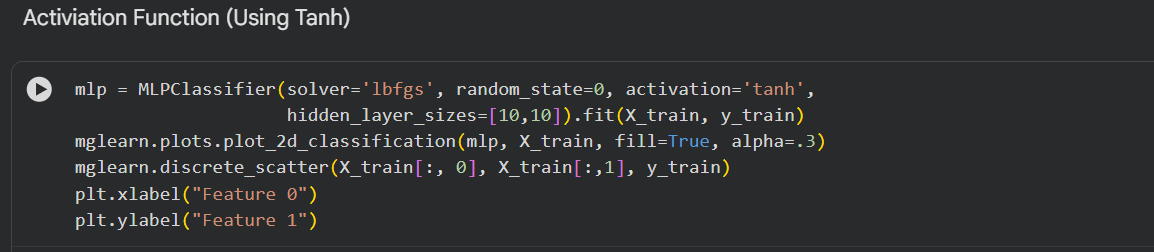 Activiation Function (Using Tanh)
mlp = MLPClassifier(solver='lbfgs', random_state=0, activation='tanh',
hidden_layer_sizes=[10,10]).fit(X_train, y_train)
mglearn.plots.plot_2d_classification(mlp, X_train, fill=True, alpha=.3)
mglearn.discrete_scatter(X_train[:, 0], X_train[:,1], y_train)
plt.xlabel("Feature 0")
plt.ylabel("Feature 1")